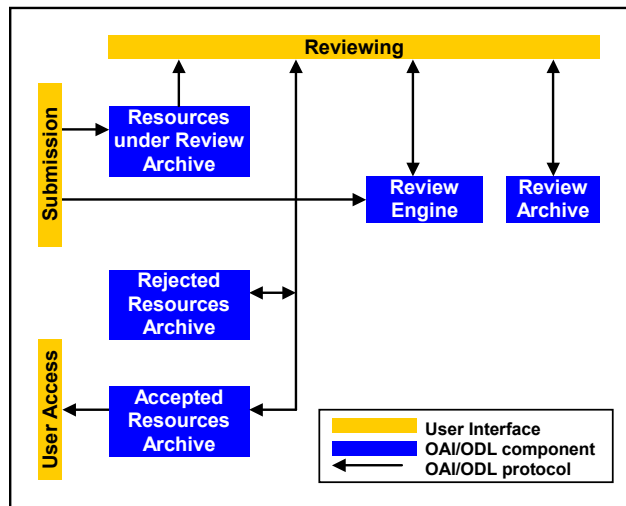 Reviewing
Submission
Resources
under Review
Archive
Review
Engine
Review
Archive
Rejected
Resources
Archive
User Access
Accepted
Resources
Archive
User Interface
OAI/ODL component
OAI/ODL protocol